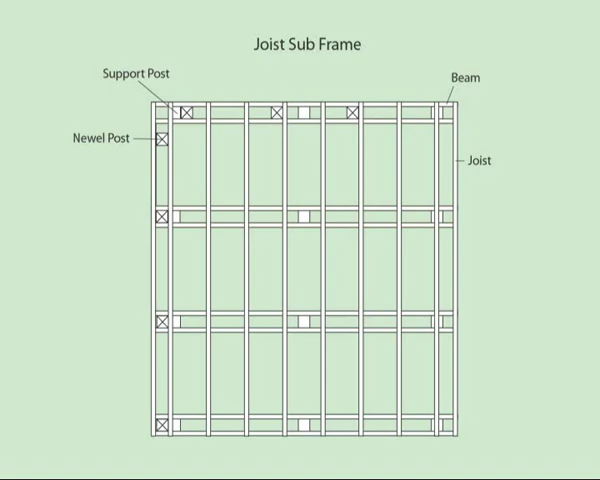 Joist Sub Frame
Support Post
Beam
Newel Post
Joist